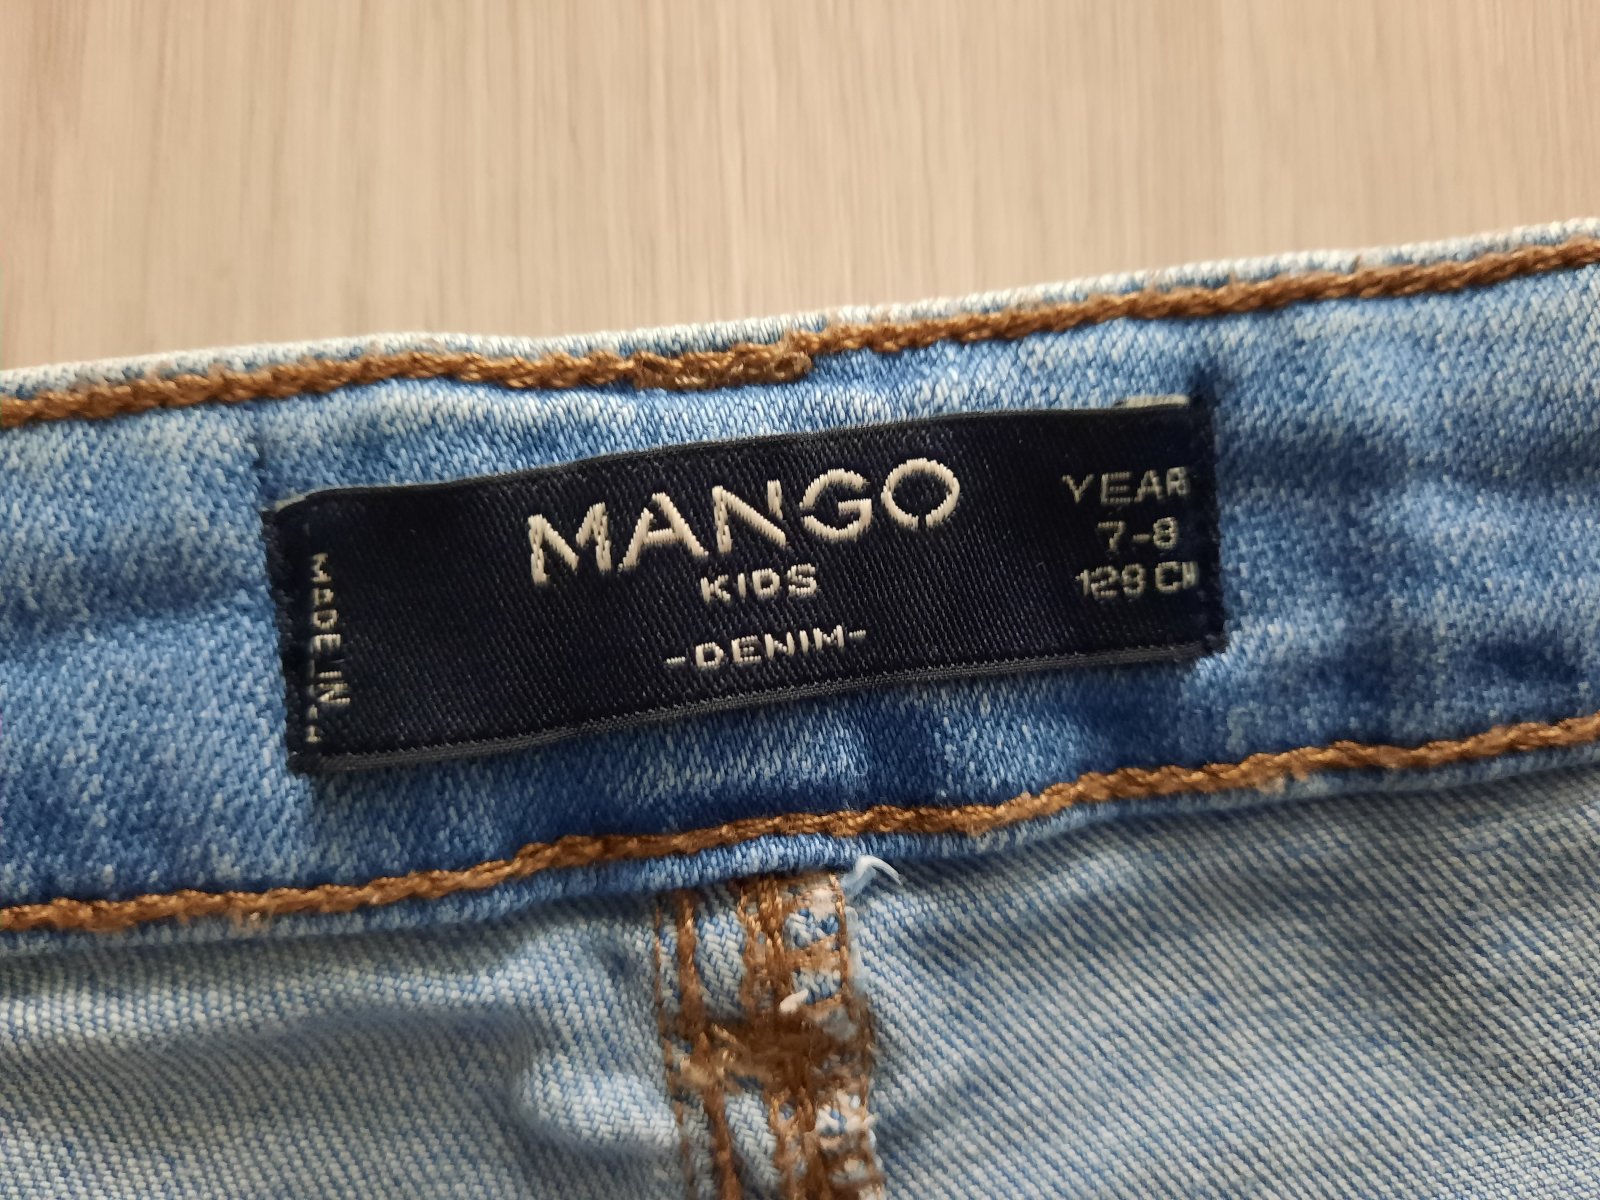 MANGO
KIDS
-DENIM-
YEAR
7-8
128 CM
MADE IN